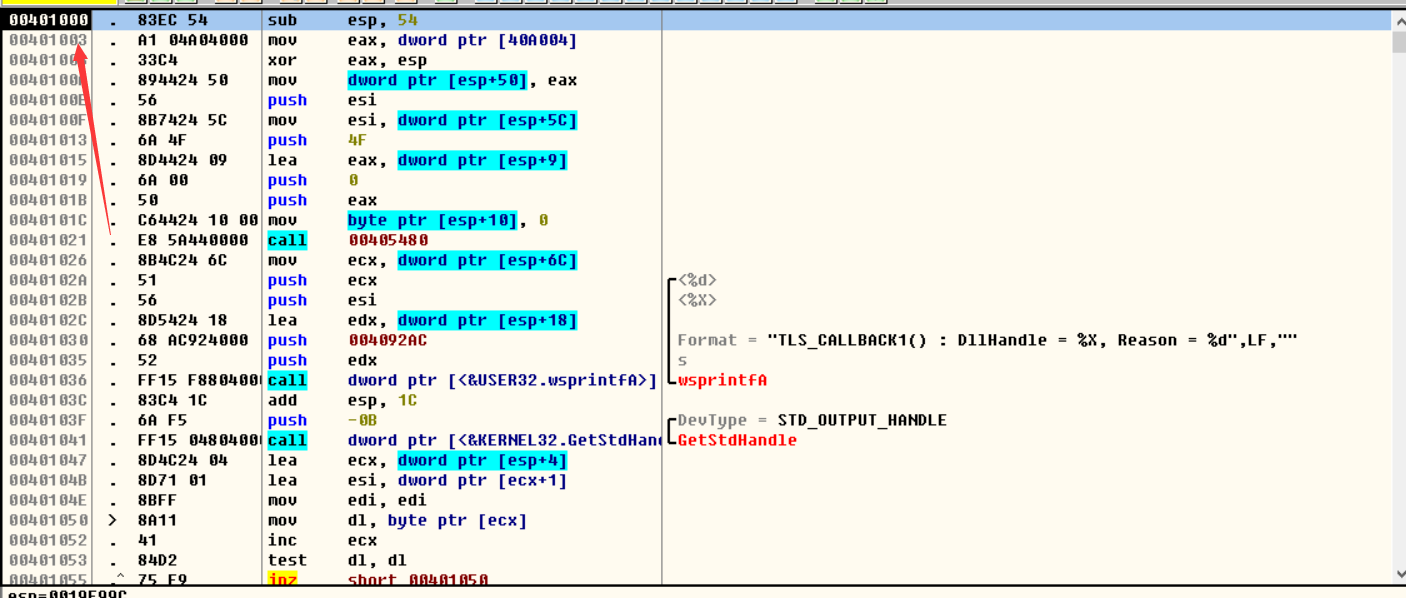 00401000 . 83EC 54 sub esp, 54
00401003 . A1 04A04000 mov eax, dword ptr [40A004]
. 33C4 xor eax, esp
. 894424 50 mov dword ptr [esp+50], eax
0040100E . 56 push esi
0040100F . 8B7424 5C mov esi, dword ptr [esp+5C]
00401013 . 6A 4F push 4F
00401015 . 8D4424 09 lea eax, dword ptr [esp+9]
00401019 . 6A 00 push 0
0040101B . 50 push eax
0040101C . C64424 10 00 mov byte ptr [esp+10], 0
00401021 . E8 5A440000 call 00405480
00401026 . 8B4C24 6C mov ecx, dword ptr [esp+6C]
0040102A . 51 push ecx <%d>
0040102B . 56 push esi <%X>
0040102C . 8D5424 18 lea edx, dword ptr [esp+18]
00401030 . 68 AC924000 push 004092AC Format = "TLS_CALLBACK1() : DllHandle = %X, Reason = %d",LF,""
00401035 . 52 push edx s
00401036 . FF15 F880400 call dword ptr [<&USER32.wsprintfA>] wsprintfA
0040103C . 83C4 1C add esp, 1C
0040103F . 6A F5 push -0B DevType = STD_OUTPUT_HANDLE
00401041 . FF15 0480400 call dword ptr [<&KERNEL32.GetStdHan GetStdHandle
00401047 . 8D4C24 04 lea ecx, dword ptr [esp+4]
0040104B . 8D71 01 lea esi, dword ptr [ecx+1]
0040104E . 8BFF mov edi, edi
00401050 > 8A11 mov dl, byte ptr [ecx]
00401052 . 41 inc ecx
00401053 . 84D2 test dl, dl
00401055 .^ 75 F9 jnz short 00401050
esp=0019F99C